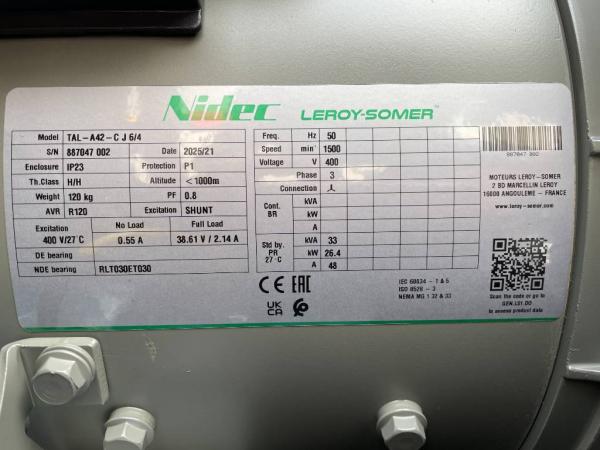 Nidec LEROY-SOMER™
Model TAL-A42-C J 6/4
S/N 887047 002 Date 2025/21
Enclosure IP23 Protection P1
Th.Class H/H Altitude <1000m
Weight 120 kg PF 0.8
AVR R120 Excitation SHUNT
Excitation No Load Full Load
400 V/27°C 0.55 A 38.61 V / 2.14 A
DE bearing
NDE bearing RLT030ET030
Freq. Hz 50
Speed min⁻¹ 1500
Voltage V 400
Phase 3
Connection
Cont. BR kVA
kW
A
Std by. PR 27°C kVA 33
kW 26.4
A 48
CE EAC
UKCA
IEC 60034 - 1 & 5
ISO 8528 - 3
NEMA MG 1 32 & 33
887047 002
MOTEURS LEROY-SOMER
2 BD MARCELLIN LEROY
16000 ANGOULEME - FRANCE
www.leroy-somer.com
Scan the code or go to
GEN.LS1.DO
to access product data